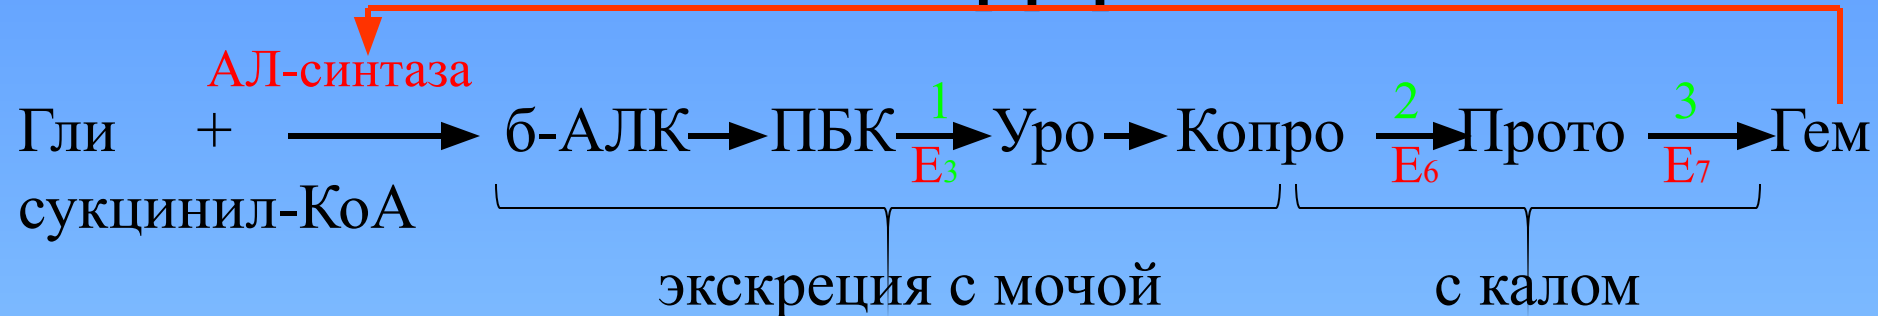 АЛ-синтаза
1 2 3
Гли + б-АЛК ПБК Уро Копро Прото Гем
Е3 Е6 Е7
сукцинил-КоА
экскреция с мочой с калом